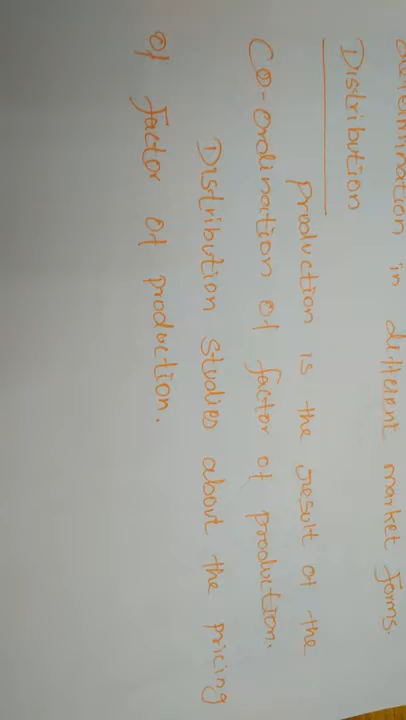 determination in different market forms.
Distribution
Production is the result of the
Co-ordination of factor of production.
Distribution studies about the pricing
of factor of production.